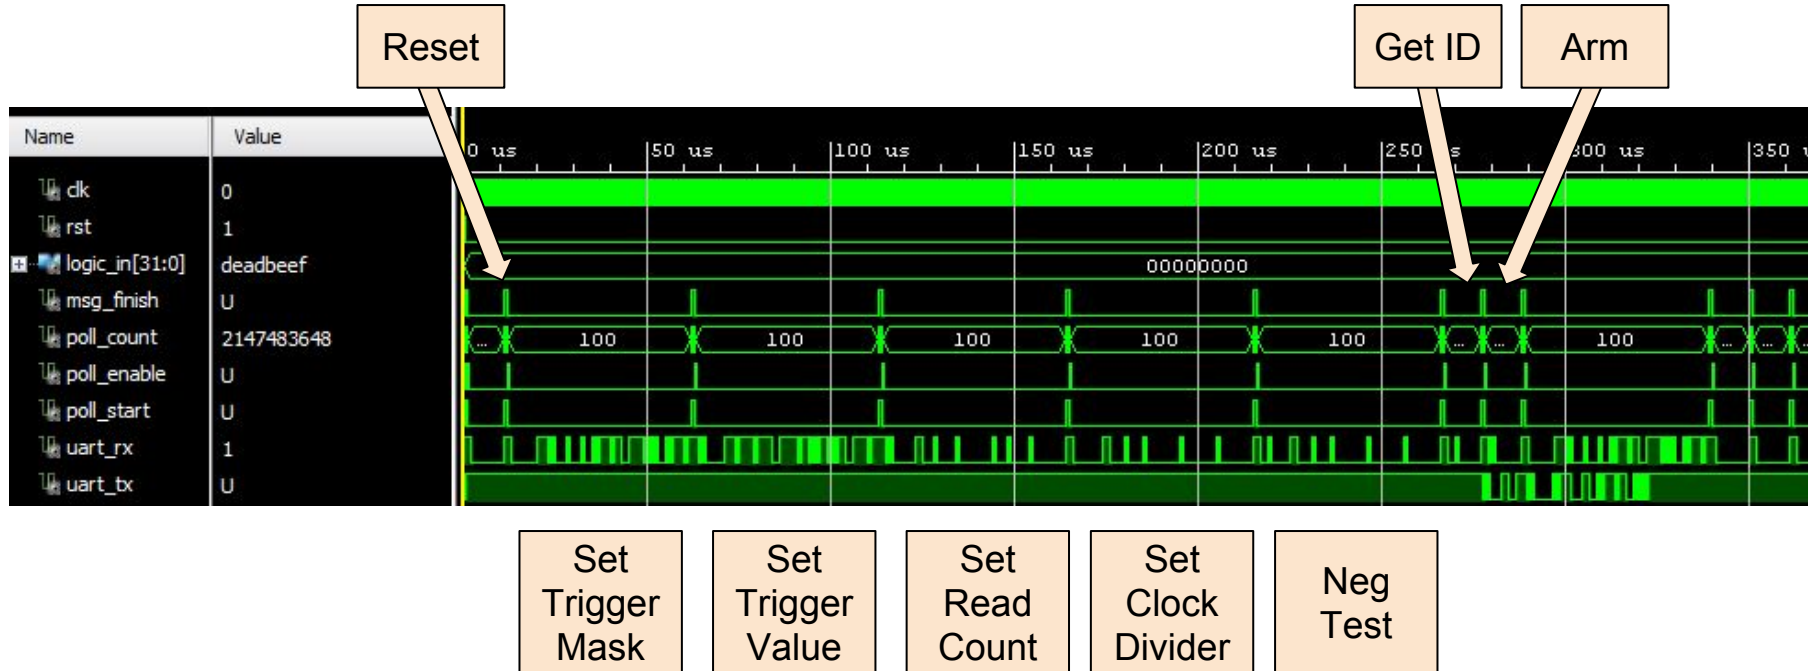 Reset
Get ID
Arm
Name Value
0 us 50 us 100 us 150 us 200 us 250 s 300 us 350
clk 0
rst 1
logic_in[31:0] deadbeef 00000000
msg_finish U
poll_count 2147483648 ... 100 100 100 100 100 ... ... 100 ... ...
poll_enable U
poll_start U
uart_rx 1
uart_tx U
Set
Trigger
Mask
Set
Trigger
Value
Set
Read
Count
Set
Clock
Divider
Neg
Test